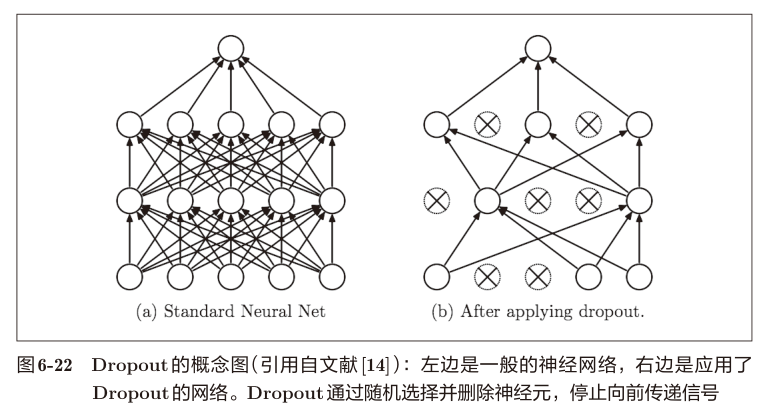 (a) Standard Neural Net
(b) After applying dropout.
图6-22 Dropout的概念图(引用自文献[14]):左边是一般的神经网络,右边是应用了
Dropout的网络。Dropout通过随机选择并删除神经元,停止向前传递信号